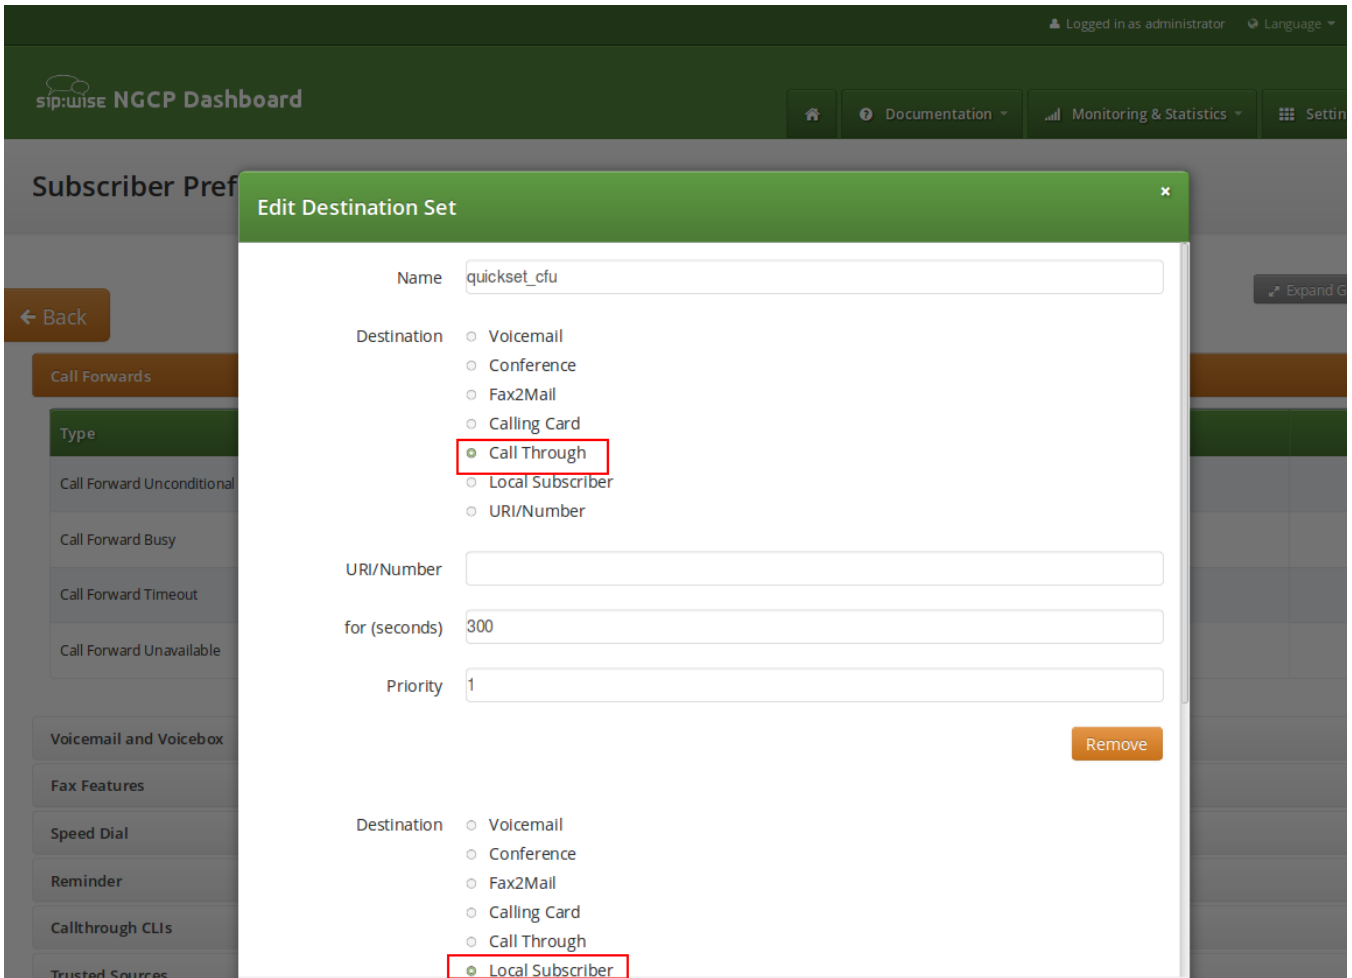 Logged in as administrator Language
sip:wise NGCP Dashboard
Documentation Monitoring & Statistics Settin
Subscriber Pref
Edit Destination Set ×
Name quickset_cfu
Expand G
Back
Destination Voicemail
Conference
Fax2Mail
Calling Card
Call Through
Local Subscriber
URI/Number
Call Forwards
Type
Call Forward Unconditional
Call Forward Busy
Call Forward Timeout
Call Forward Unavailable
URI/Number
for (seconds) 300
Priority 1
Remove
Voicemail and Voicebox
Fax Features
Speed Dial
Reminder
Callthrough CLIs
Trusted Sources
Destination Voicemail
Conference
Fax2Mail
Calling Card
Call Through
Local Subscriber